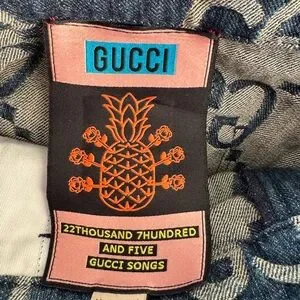 GUCCI
22THOUSAND 7HUNDRED
AND FIVE
GUCCI SONGS